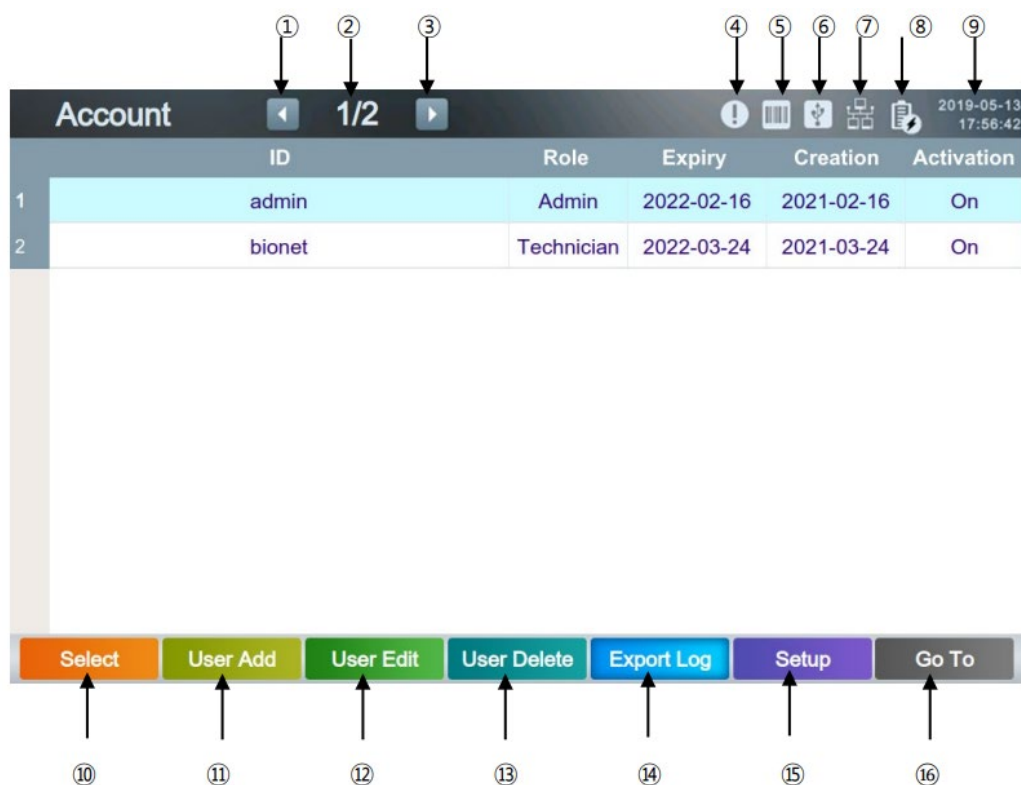 ① ② ③ ④ ⑤ ⑥ ⑦ ⑧ ⑨
Account 1/2 2019-05-13
17:56:42
ID Role Expiry Creation Activation
1 admin Admin 2022-02-16 2021-02-16 On
2 bionet Technician 2022-03-24 2021-03-24 On
Select User Add User Edit User Delete Export Log Setup Go To
⑩ ⑪ ⑫ ⑬ ⑭ ⑮ ⑯